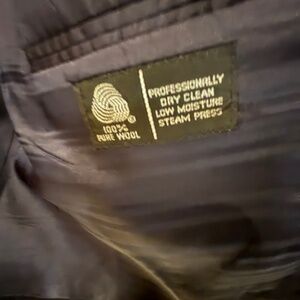 100%
PURE WOOL
PROFESSIONALLY
DRY CLEAN
LOW MOISTURE
STEAM PRESS